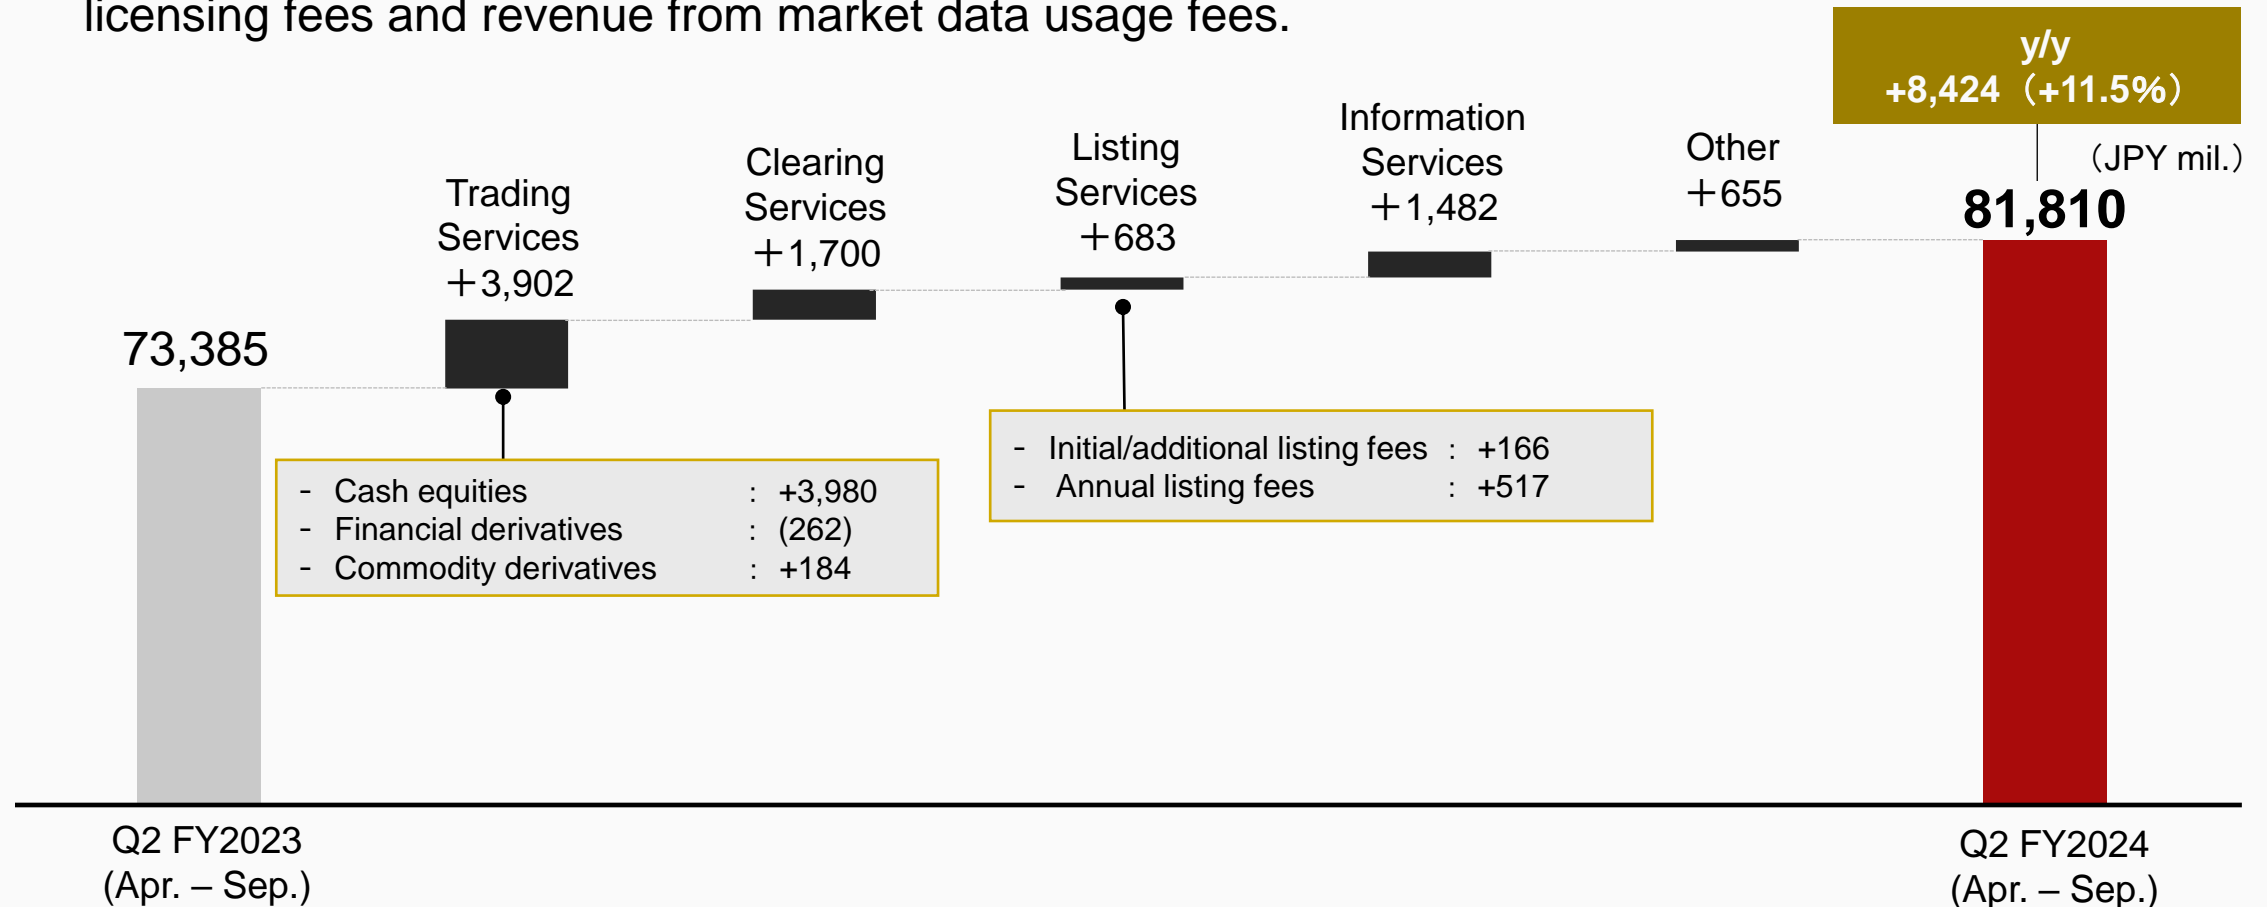 licensing fees and revenue from market data usage fees.
y/y
+8,424（+11.5%）
（JPY mil.）
73,385
Trading
Services
＋3,902
Clearing
Services
＋1,700
Listing
Services
＋683
Information
Services
＋1,482
Other
＋655
81,810
- Cash equities : +3,980
- Financial derivatives : (262)
- Commodity derivatives : +184
- Initial/additional listing fees : +166
- Annual listing fees : +517
Q2 FY2023
(Apr. – Sep.)
Q2 FY2024
(Apr. – Sep.)